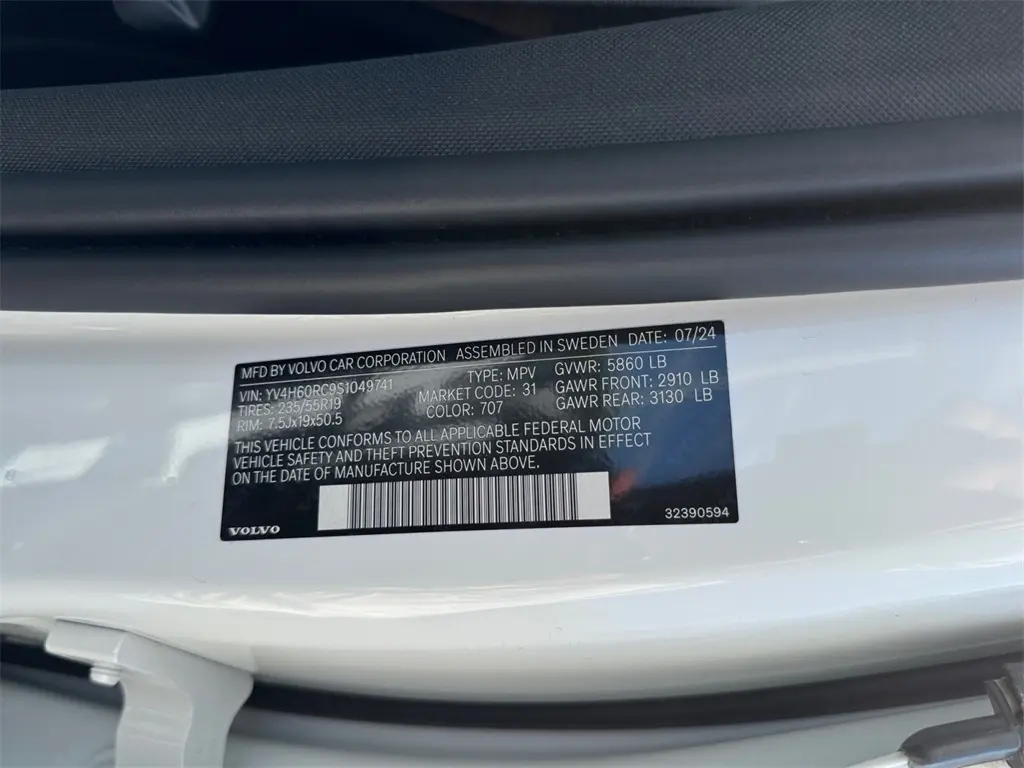 MFD BY VOLVO CAR CORPORATION ASSEMBLED IN SWEDEN DATE: 07/24
VIN: YV4H60RC9S1049741 TYPE: MPV GVWR: 5860 LB
TIRES: 235/55R19 MARKET CODE: 31 GAWR FRONT: 2910 LB
RIM: 7.5Jx19x50.5 COLOR: 707 GAWR REAR: 3130 LB
THIS VEHICLE CONFORMS TO ALL APPLICABLE FEDERAL MOTOR
VEHICLE SAFETY AND THEFT PREVENTION STANDARDS IN EFFECT
ON THE DATE OF MANUFACTURE SHOWN ABOVE.
VOLVO 32390594